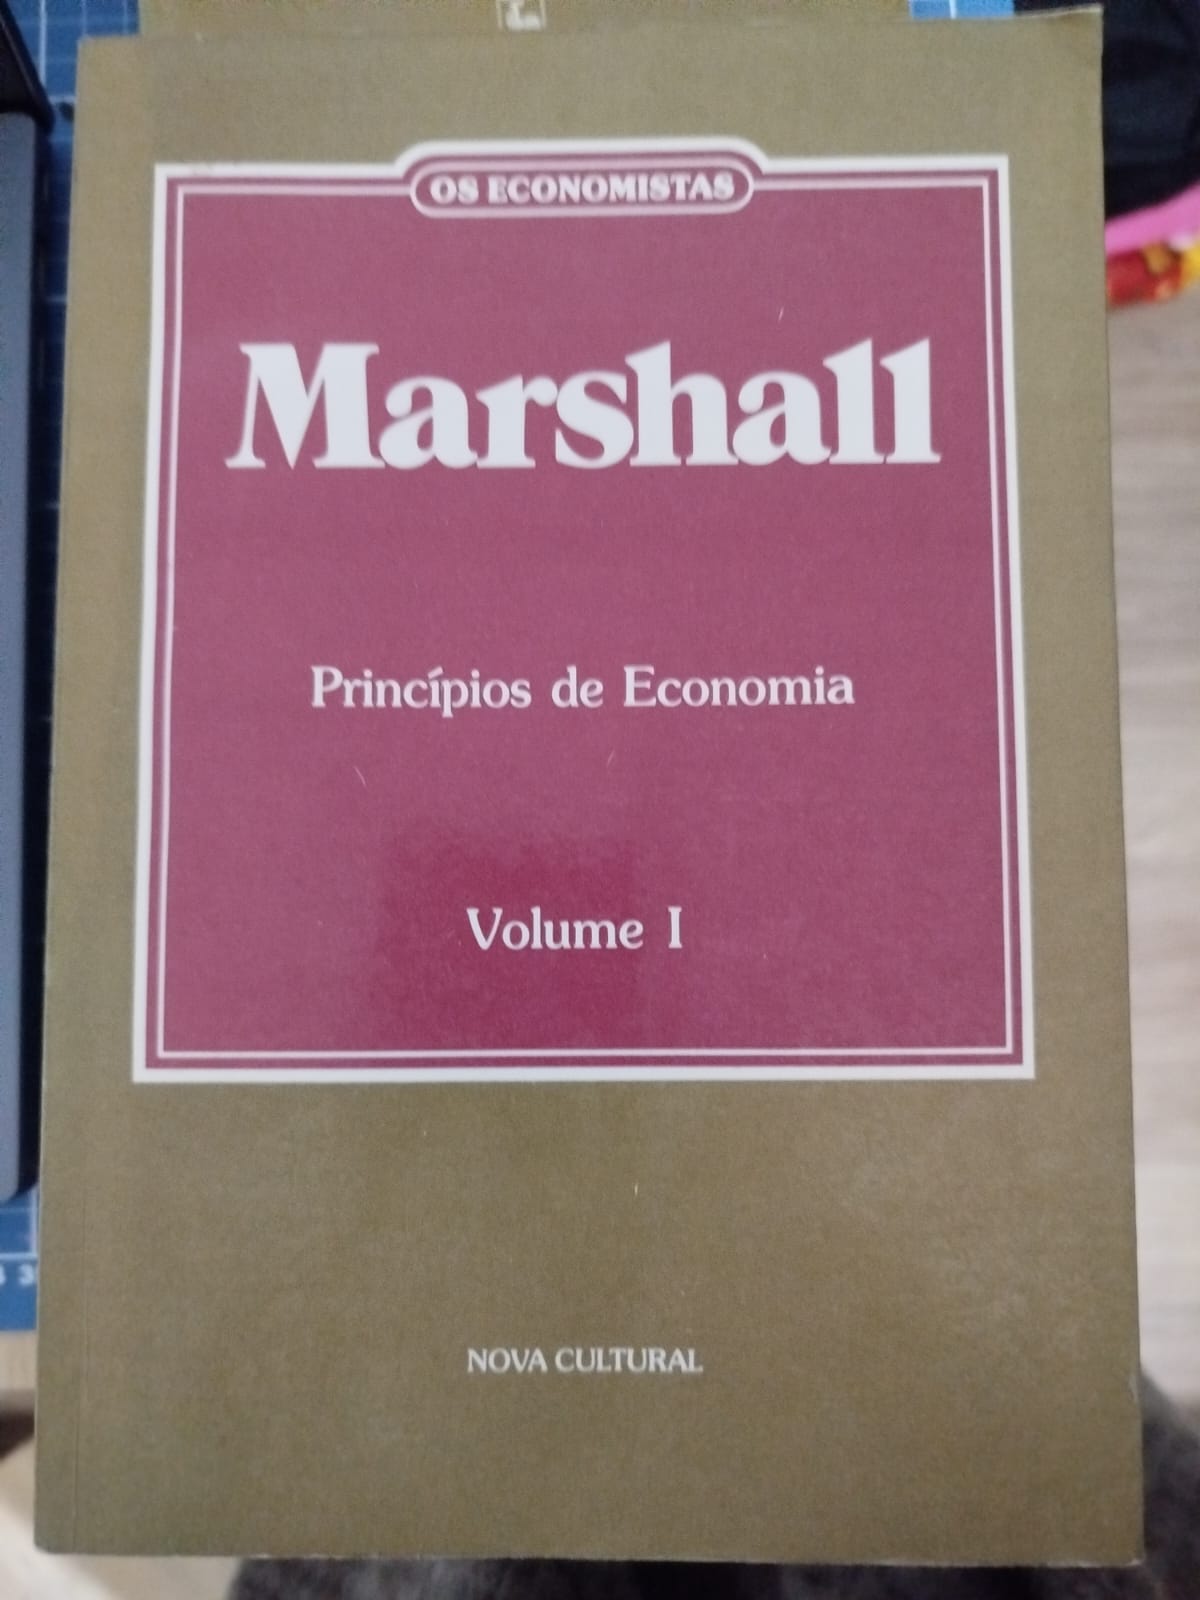 OS ECONOMISTAS
Marshall
Princípios de Economia
Volume I
NOVA CULTURAL